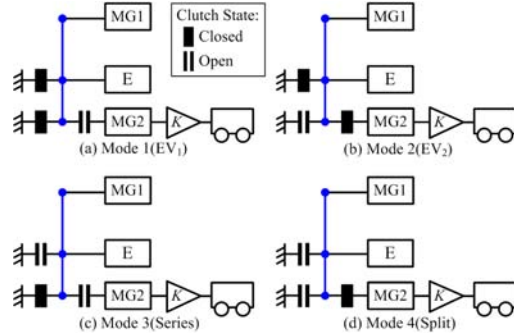 MG1
Clutch State:
Closed
Open
E
MG2
K
(a) Mode 1(EV₁)
MG1
E
MG2
K
(b) Mode 2(EV₂)
MG1
E
MG2
K
(c) Mode 3(Series)
MG1
E
MG2
K
(d) Mode 4(Split)